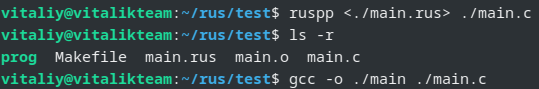 vitaliy@vitalikteam:~/rus/test$ ruspp <./main.rus> ./main.c
vitaliy@vitalikteam:~/rus/test$ ls -r
prog  Makefile  main.rus  main.o  main.c
vitaliy@vitalikteam:~/rus/test$ gcc -o ./main ./main.c